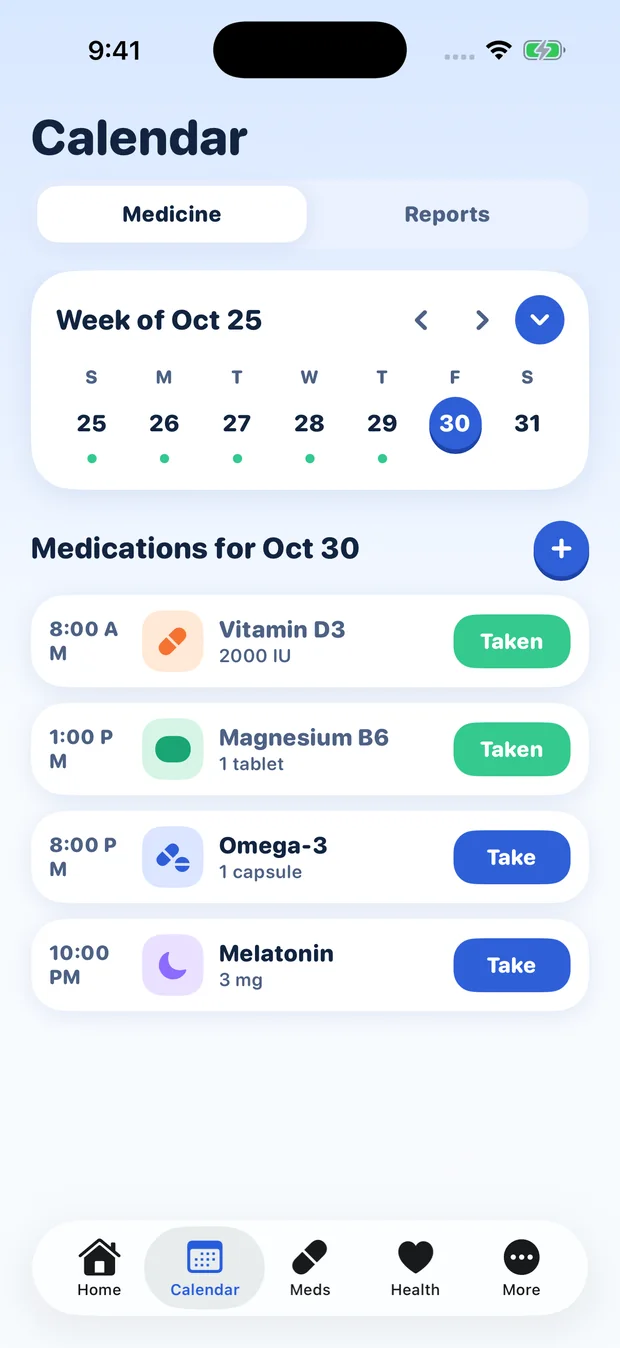 9:41
Calendar
Medicine Reports
Week of Oct 25
S M T W T F S
25 26 27 28 29 30 31
Medications for Oct 30
+
8:00 A
M
Vitamin D3
2000 IU
Taken
1:00 P
M
Magnesium B6
1 tablet
Taken
8:00 P
M
Omega-3
1 capsule
Take
10:00
PM
Melatonin
3 mg
Take
Home Calendar Meds Health More